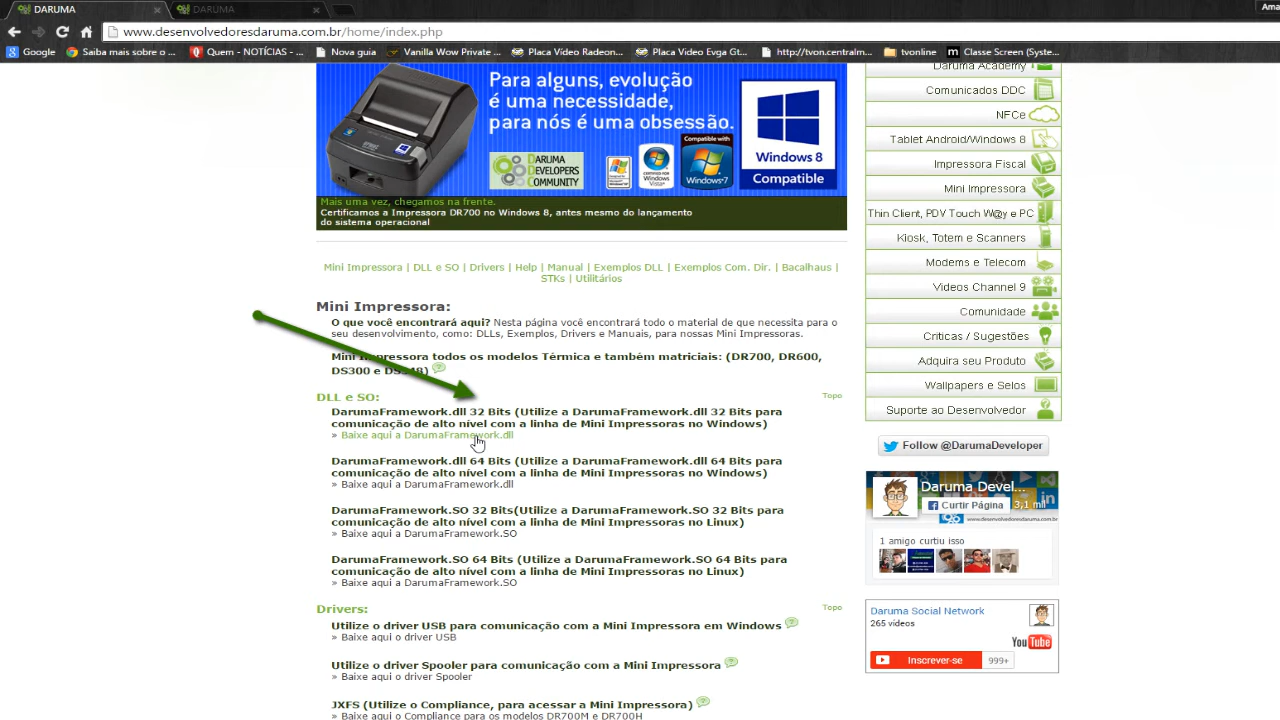 DARUMA
DARUMA
Ama
www.desenvolvedoresdaruma.com.br/home/index.php
Google
Saiba mais sobre o ...
Quem - NOTÍCIAS - ...
Nova guia
Vanilla Wow Private ...
Placa Vídeo Radeon...
Placa Video Evga Gt...
http://tvon.centralm...
tvonline
Classe Screen (Syste...
Para alguns, evolução
é uma necessidade,
para nós é uma obsessão.
DARUMA
DEVELOPERS
COMMUNITY
Windows Vista
Compatible with
Windows 7
Windows 8
Compatible
Mais uma vez, chegamos na frente.
Certificamos a Impressora DR700 no Windows 8, antes mesmo do lançamento
do sistema operacional
Mini Impressora | DLL e SO | Drivers | Help | Manual | Exemplos DLL | Exemplos Com. Dir. | Bacalhaus |
STKs | Utilitários
Mini Impressora:
O que você encontrará aqui? Nesta página você encontrará todo o material de que necessita para o
seu desenvolvimento, como: DLLs, Exemplos, Drivers e Manuais, para nossas Mini Impressoras.
Mini Impressora todos os modelos Térmica e também matriciais: (DR700, DR600,
DS300 e DS348)
DLL e SO:
Topo
DarumaFramework.dll 32 Bits (Utilize a DarumaFramework.dll 32 Bits para
comunicação de alto nível com a linha de Mini Impressoras no Windows)
» Baixe aqui a DarumaFramework.dll
DarumaFramework.dll 64 Bits (Utilize a DarumaFramework.dll 64 Bits para
comunicação de alto nível com a linha de Mini Impressoras no Windows)
» Baixe aqui a DarumaFramework.dll
DarumaFramework.SO 32 Bits(Utilize a DarumaFramework.SO 32 Bits para
comunicação de alto nível com a linha de Mini Impressoras no Linux)
» Baixe aqui a DarumaFramework.SO
DarumaFramework.SO 64 Bits (Utilize a DarumaFramework.SO 64 Bits para
comunicação de alto nível com a linha de Mini Impressoras no Linux)
» Baixe aqui a DarumaFramework.SO
Drivers:
Topo
Utilize o driver USB para comunicação com a Mini Impressora em Windows
» Baixe aqui o driver USB
Utilize o driver Spooler para comunicação com a Mini Impressora
» Baixe aqui o driver Spooler
JXFS (Utilize o Compliance, para acessar a Mini Impressora)
» Baixe aqui o Compliance para os modelos DR700M e DR700H
Daruma Academy
Comunicados DDC
NFCe
Tablet Android/Windows 8
Impressora Fiscal
Mini Impressora
Thin Client, PDV Touch W@y e PC
Kiosk, Totem e Scanners
Modems e Telecom
Videos Channel 9
Comunidade
Críticas / Sugestões
Adquira seu Produto
Wallpapers e Selos
Suporte ao Desenvolvedor
Follow @DarumaDeveloper
Daruma Devel...
Curtir Página
3,1 mil
www.desenvolvedoresdaruma.com.br
1 amigo curtiu isso
Daruma Social Network
265 vídeos
YouTube
Inscrever-se
999+